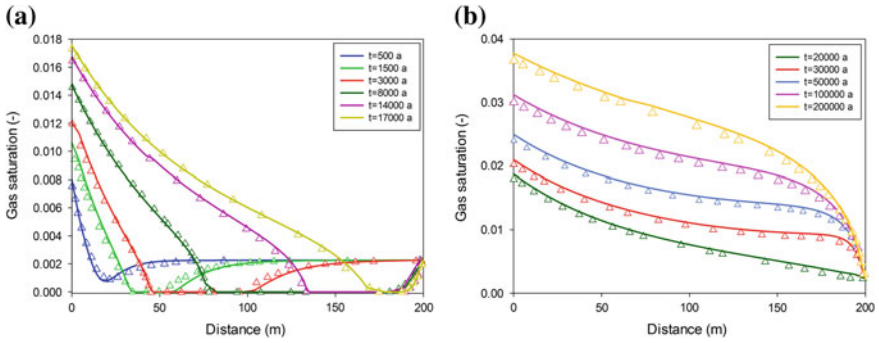 (a)
0.018
0.016
0.014
0.012
0.010
0.008
0.006
0.004
0.002
0.000
Gas saturation (-)
0
50
100
150
200
Distance (m)
t=500 a
t=1500 a
t=3000 a
t=8000 a
t=14000 a
t=17000 a
(b)
0.04
0.03
0.02
0.01
0.00
Gas saturation (-)
0
50
100
150
200
Distance (m)
t=20000 a
t=30000 a
t=50000 a
t=100000 a
t=200000 a